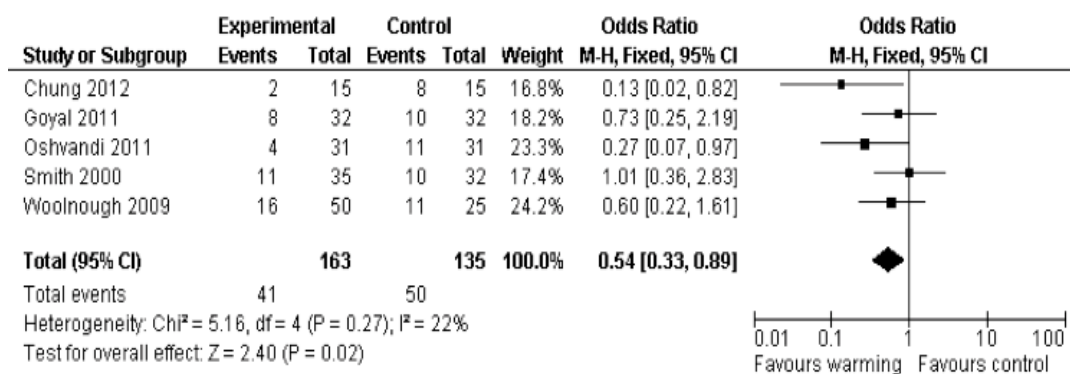 Experimental Control Odds Ratio Odds Ratio
Study or Subgroup Events Total Events Total Weight M-H, Fixed, 95% CI M-H, Fixed, 95% CI
Chung 2012 2 15 8 15 16.8% 0.13 [0.02, 0.82]
Goyal 2011 8 32 10 32 18.2% 0.73 [0.25, 2.19]
Oshvandi 2011 4 31 11 31 23.3% 0.27 [0.07, 0.97]
Smith 2000 11 35 10 32 17.4% 1.01 [0.36, 2.83]
Woolnough 2009 16 50 11 25 24.2% 0.60 [0.22, 1.61]
Total (95% CI) 163 135 100.0% 0.54 [0.33, 0.89]
Total events 41 50
Heterogeneity: Chi² = 5.16, df = 4 (P = 0.27); I² = 22%
Test for overall effect: Z = 2.40 (P = 0.02)
0.01 0.1 1 10 100
Favours warming Favours control